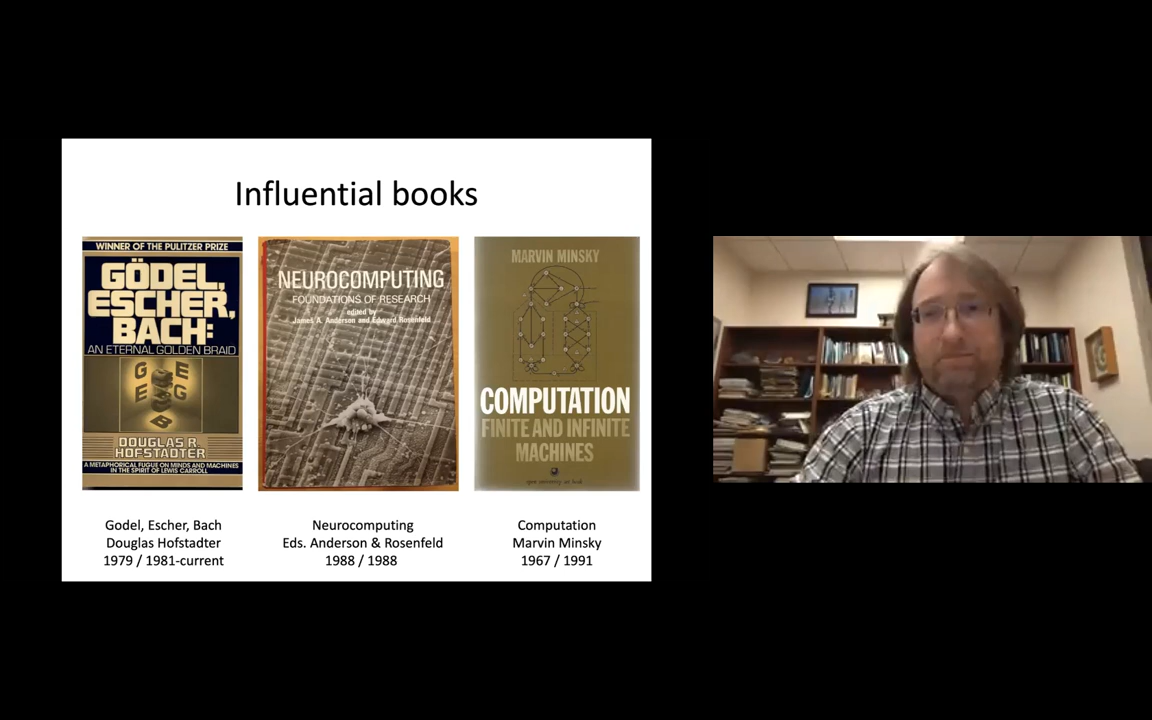 Influential books
WINNER OF THE PULITZER PRIZE
GÖDEL,
ESCHER,
BACH:
AN ETERNAL GOLDEN BRAID
G E
E G
B
DOUGLAS R.
HOFSTADTER
A METAPHORICAL FUGUE ON MINDS AND MACHINES
IN THE SPIRIT OF LEWIS CARROLL
NEUROCOMPUTING
FOUNDATIONS OF RESEARCH
edited by
James A. Anderson and Edward Rosenfeld
MARVIN MINSKY
COMPUTATION
FINITE AND INFINITE
MACHINES
Godel, Escher, Bach
Douglas Hofstadter
1979 / 1981-current
Neurocomputing
Eds. Anderson & Rosenfeld
1988 / 1988
Computation
Marvin Minsky
1967 / 1991